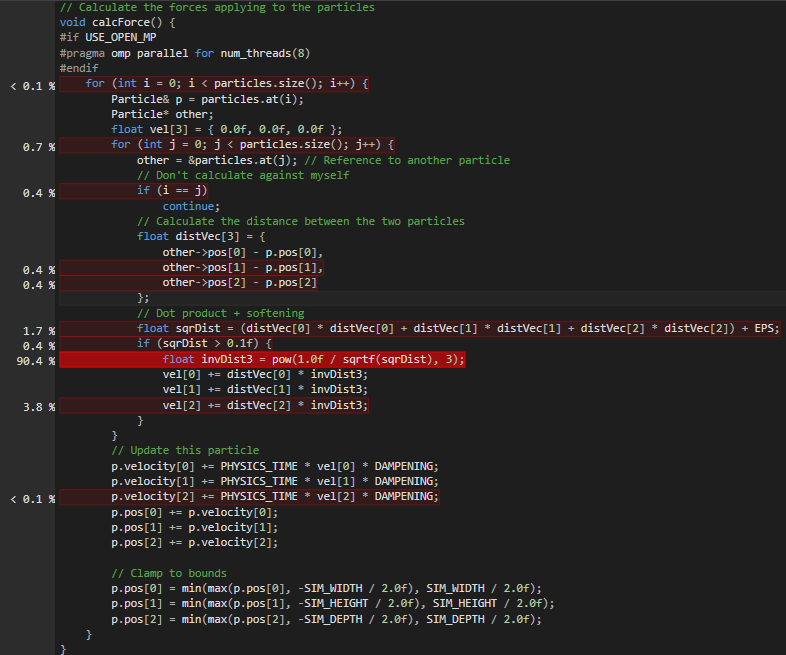 // Calculate the forces applying to the particles
void calcForce() {
#if USE_OPEN_MP
#pragma omp parallel for num_threads(8)
#endif
< 0.1 % for (int i = 0; i < particles.size(); i++) {
Particle& p = particles.at(i);
Particle* other;
float vel[3] = { 0.0f, 0.0f, 0.0f };
0.7 % for (int j = 0; j < particles.size(); j++) {
other = &particles.at(j); // Reference to another particle
// Don't calculate against myself
0.4 % if (i == j)
continue;
// Calculate the distance between the two particles
float distVec[3] = {
other->pos[0] - p.pos[0],
0.4 % other->pos[1] - p.pos[1],
0.4 % other->pos[2] - p.pos[2]
};
// Dot product + softening
1.7 % float sqrDist = (distVec[0] * distVec[0] + distVec[1] * distVec[1] + distVec[2] * distVec[2]) + EPS;
0.4 % if (sqrDist > 0.1f) {
90.4 % float invDist3 = pow(1.0f / sqrtf(sqrDist), 3);
vel[0] += distVec[0] * invDist3;
vel[1] += distVec[1] * invDist3;
3.8 % vel[2] += distVec[2] * invDist3;
}
}
// Update this particle
p.velocity[0] += PHYSICS_TIME * vel[0] * DAMPENING;
p.velocity[1] += PHYSICS_TIME * vel[1] * DAMPENING;
< 0.1 % p.velocity[2] += PHYSICS_TIME * vel[2] * DAMPENING;
p.pos[0] += p.velocity[0];
p.pos[1] += p.velocity[1];
p.pos[2] += p.velocity[2];
// Clamp to bounds
p.pos[0] = min(max(p.pos[0], -SIM_WIDTH / 2.0f), SIM_WIDTH / 2.0f);
p.pos[1] = min(max(p.pos[1], -SIM_HEIGHT / 2.0f), SIM_HEIGHT / 2.0f);
p.pos[2] = min(max(p.pos[2], -SIM_DEPTH / 2.0f), SIM_DEPTH / 2.0f);
}
}